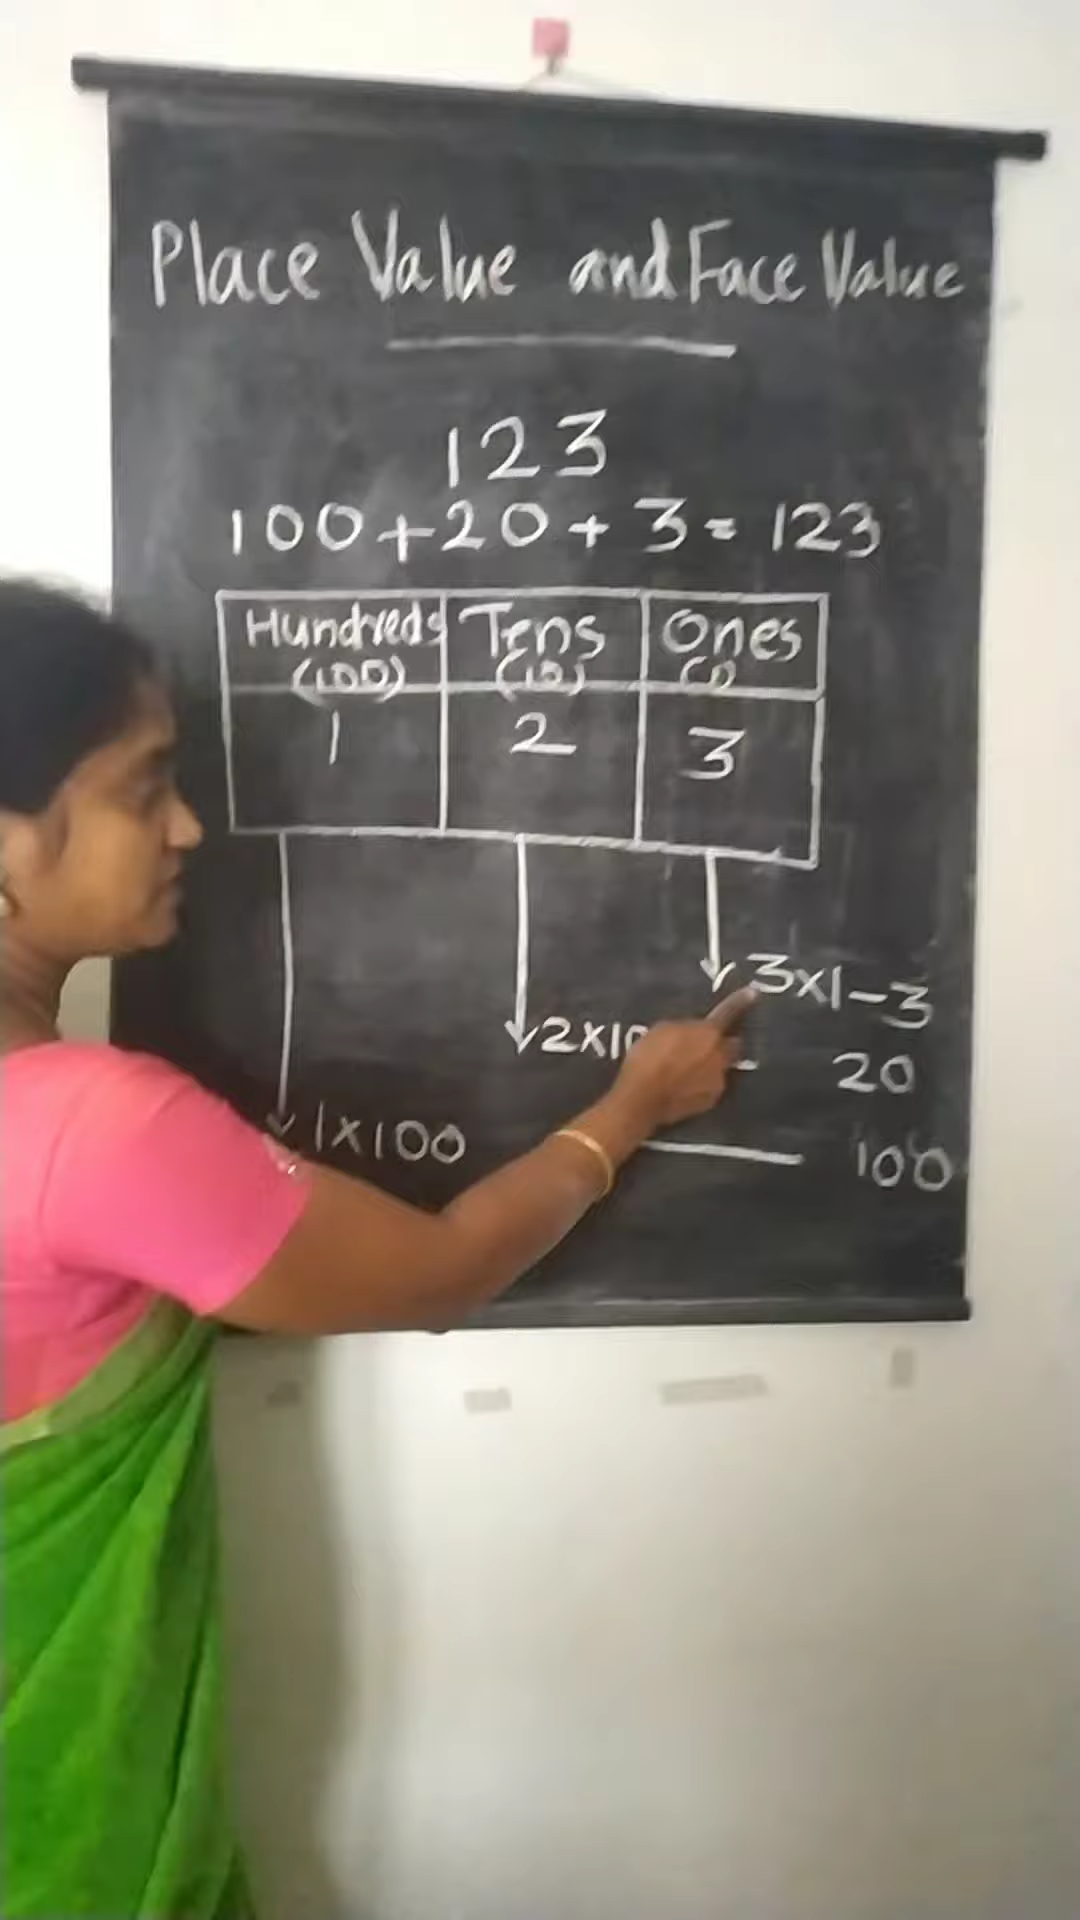 Place Value and Face Value
123
100+20+3=123
Hundreds Tens Ones
(100) (10) (1)
1 2 3
3x1-3
2x10 - 20
1x100 — 100